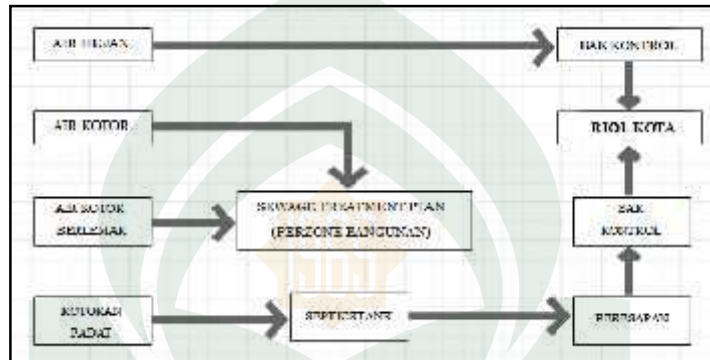 AIR HUJAN
BAK KONTROL
AIR KOTOR
RIOL KOTA
AIR KOTOR
BERLEMAK
SEWAGE TREATMENT PLAN
(PERZONE BANGUNAN)
BAK
KONTROL
KOTORAN
PADAT
SEPTICTANK
PERESAPAN